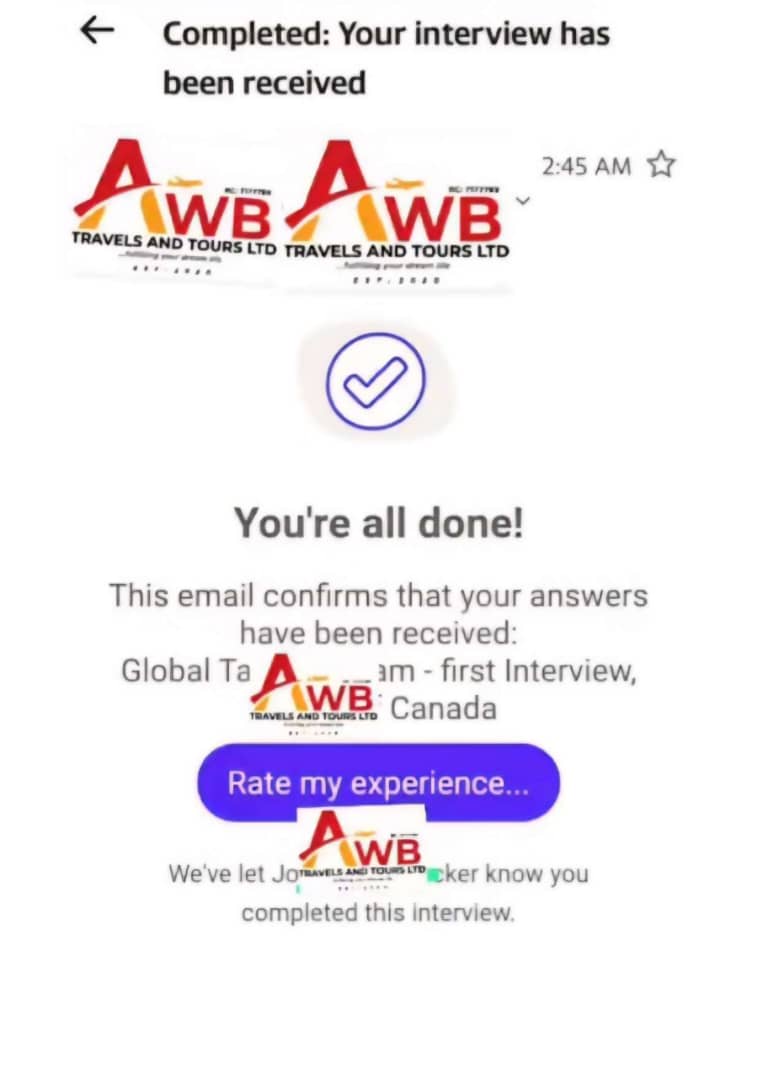 Completed: Your interview has
been received
2:45 AM
AWB AWB
TRAVELS AND TOURS LTD TRAVELS AND TOURS LTD
You're all done!
This email confirms that your answers
have been received:
Global Ta AWB am - first Interview,
TRAVELS AND TOURS LTD Canada
Rate my experience...
AWB
We've let Jo TRAVELS AND TOURS LTD cker know you
completed this interview.